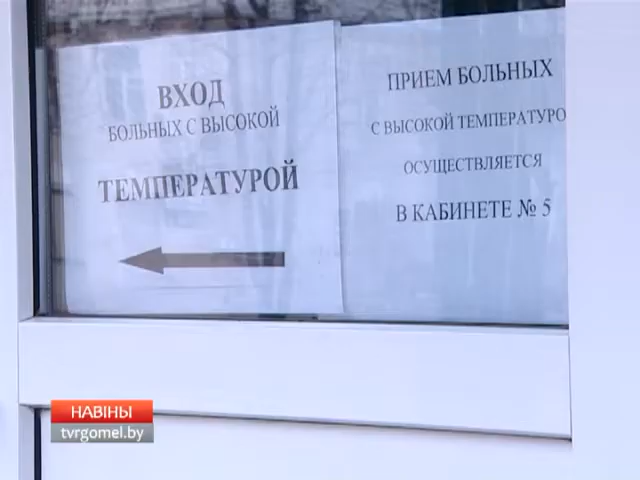 ВХОД
БОЛЬНЫХ С ВЫСОКОЙ
ТЕМПЕРАТУРОЙ
ПРИЕМ БОЛЬНЫХ
С ВЫСОКОЙ ТЕМПЕРАТУРО
ОСУЩЕСТВЛЯЕТСЯ
В КАБИНЕТЕ № 5
НАВІНЫ
tvrgomel.by